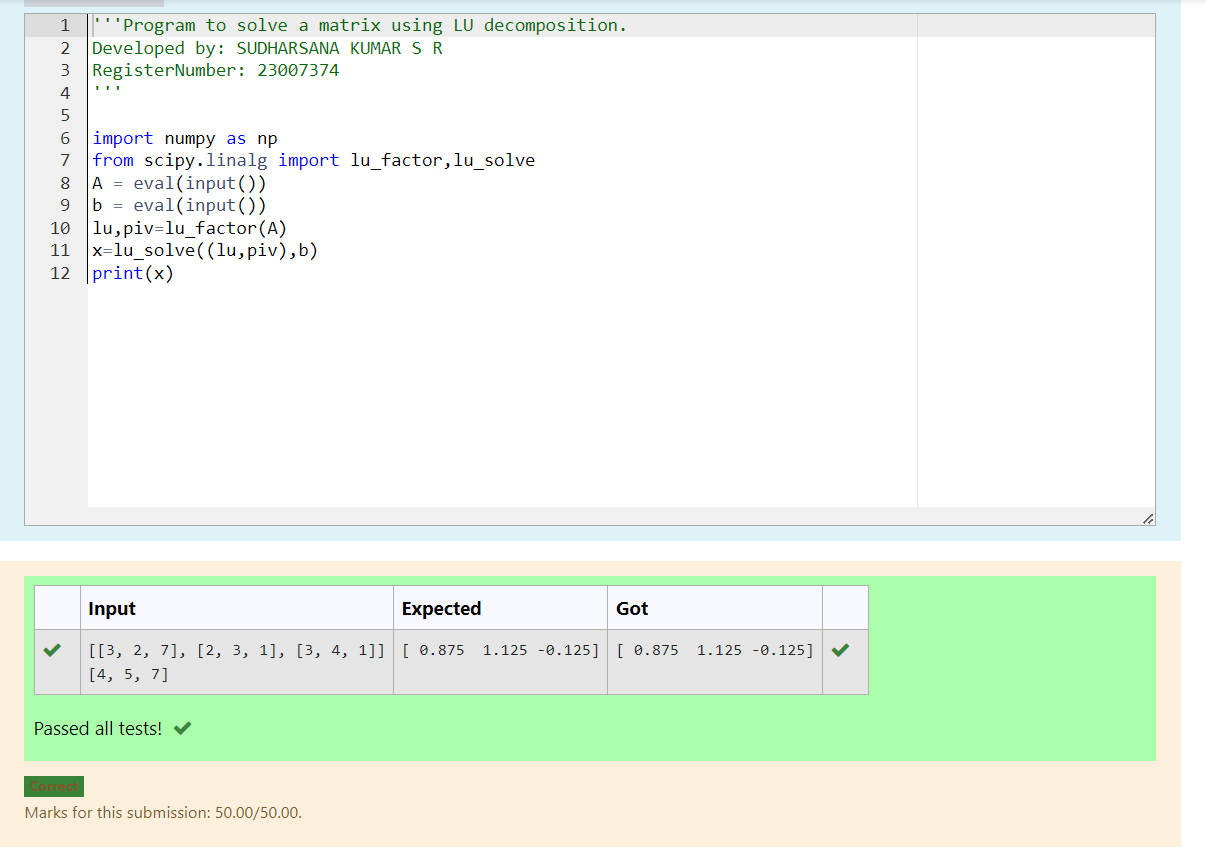 1 '''Program to solve a matrix using LU decomposition.
2 Developed by: SUDHARSANA KUMAR S R
3 RegisterNumber: 23007374
4 '''
5
6 import numpy as np
7 from scipy.linalg import lu_factor,lu_solve
8 A = eval(input())
9 b = eval(input())
10 lu,piv=lu_factor(A)
11 x=lu_solve((lu,piv),b)
12 print(x)
Input Expected Got
[[3, 2, 7], [2, 3, 1], [3, 4, 1]] [ 0.875  1.125 -0.125] [ 0.875  1.125 -0.125]
[4, 5, 7]
Passed all tests!
Correct
Marks for this submission: 50.00/50.00.